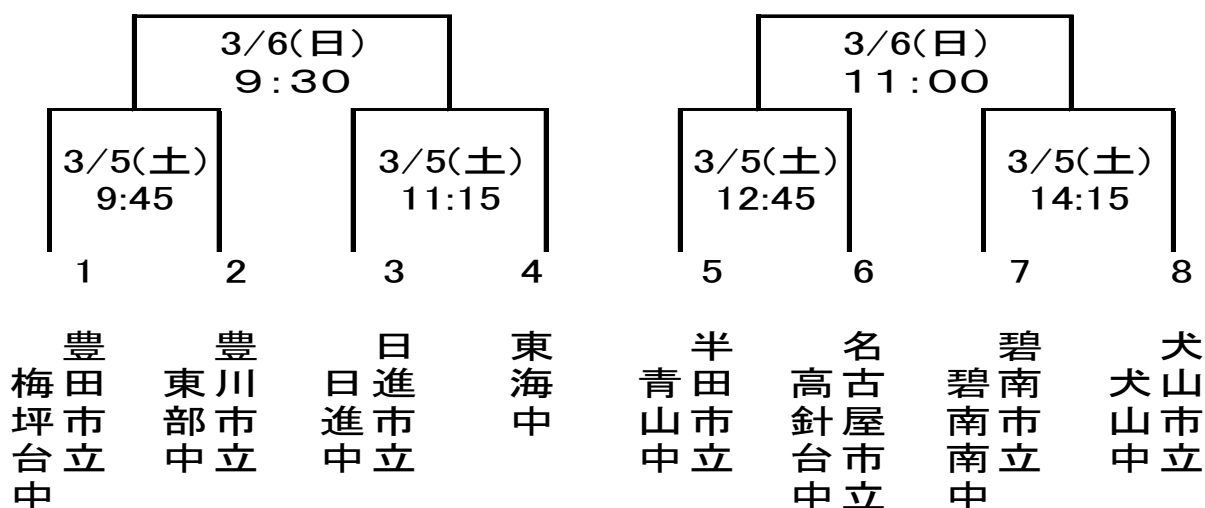 3/6(日)
9:30
3/6(日)
11:00
3/5(土)
9:45
3/5(土)
11:15
3/5(土)
12:45
3/5(土)
14:15
1
2
3
4
5
6
7
8
豊田市立
梅坪台中
豊川市立
東部中
日進市立
日進中
東海中
半田市立
青山中
名古屋市立
高針台中
碧南市立
碧南南中
犬山市立
犬山中